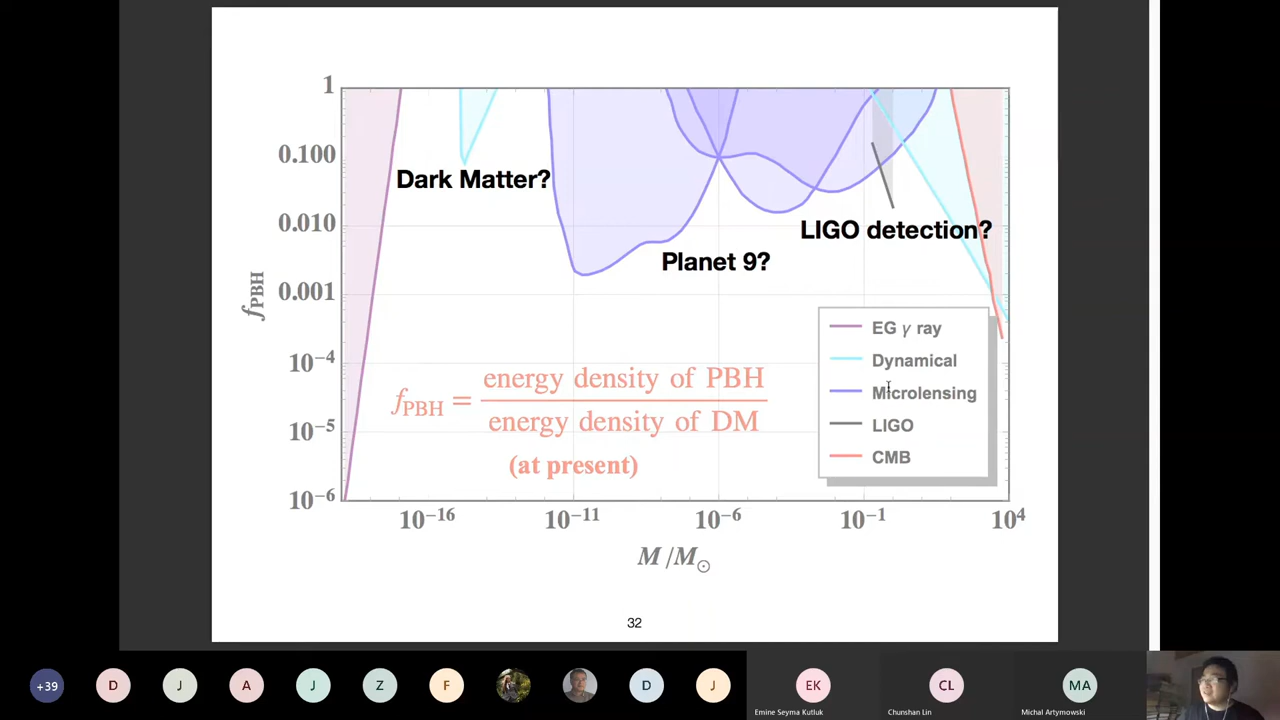 1
0.100
0.010
0.001
10⁻⁴
10⁻⁵
10⁻⁶
f_PBH
Dark Matter?
Planet 9?
LIGO detection?
EG γ ray
Dynamical
Microlensing
LIGO
CMB
f_PBH = energy density of PBH / energy density of DM
(at present)
10⁻¹⁶ 10⁻¹¹ 10⁻⁶ 10⁻¹ 10⁴
M/M☉
32
+39 D J A J Z F D J EK CL MA
Emine Seyma Kutluk Chunshan Lin Michal Artymowski